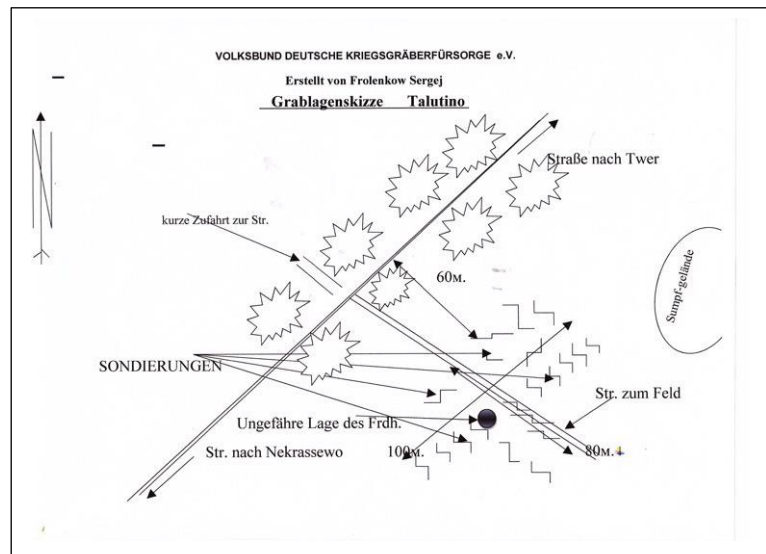 VOLKSBUND DEUTSCHE KRIEGSGRÄBERFÜRSORGE e.V.
Erstellt von Frolenkow Sergej
Grablagenskizze Talutino
Straße nach Twer
kurze Zufahrt zur Str.
60м.
Sumpf-gelände
SONDIERUNGEN
Str. zum Feld
Ungefähre Lage des Frdh.
Str. nach Nekrassewo
100м.
80м.